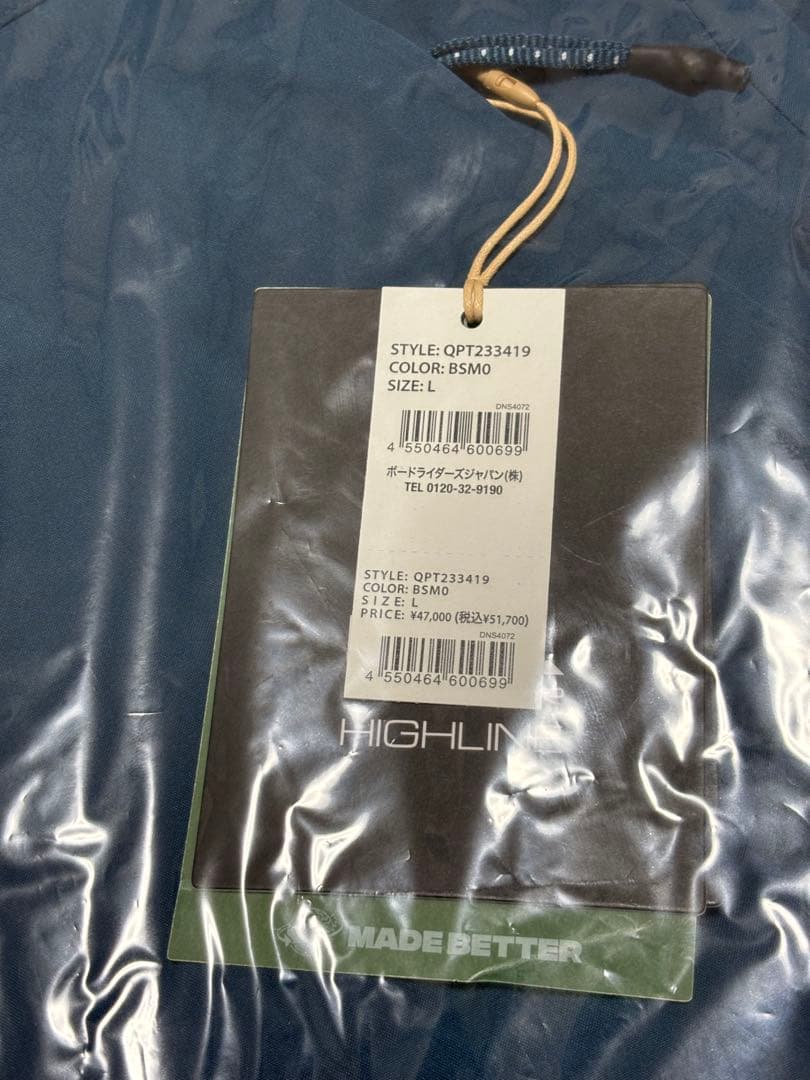 STYLE: QPT233419
COLOR: BSM0
SIZE: L
DNS4072
4 550464 600699
ボードライダーズジャパン(株)
TEL 0120-32-9190
STYLE: QPT233419
COLOR: BSM0
SIZE: L
PRICE: ¥47,000 (税込¥51,700)
DNS4072
4 550464 600699
HIGHLINE
MADE BETTER